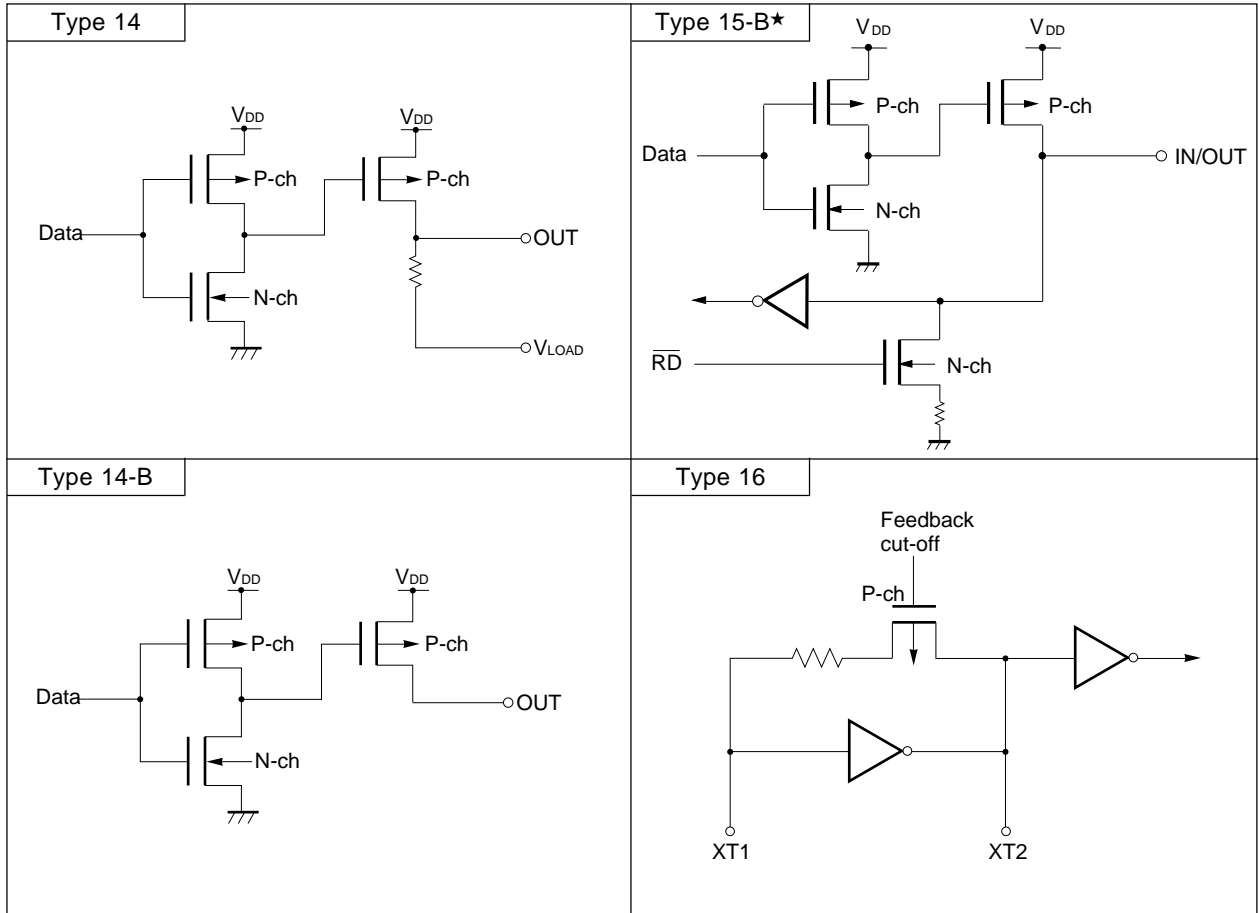 Type 14
VDD
VDD
P-ch
P-ch
Data
OUT
N-ch
VLOAD
Type 15-B★
VDD
VDD
P-ch
P-ch
Data
IN/OUT
N-ch
RD
N-ch
Type 14-B
VDD
VDD
P-ch
P-ch
Data
OUT
N-ch
Type 16
Feedback
cut-off
P-ch
XT1
XT2